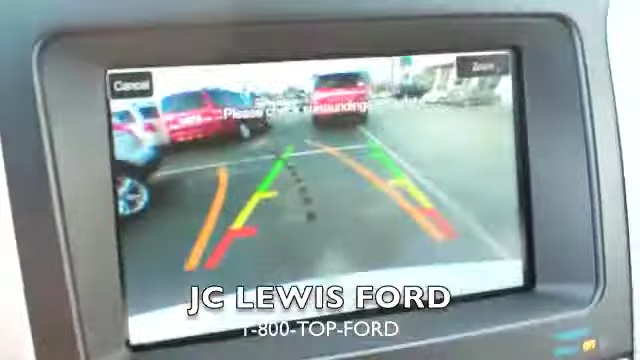 Cancel
Zoom
Please check surroundings
JC LEWIS FORD
1-800-TOP-FORD